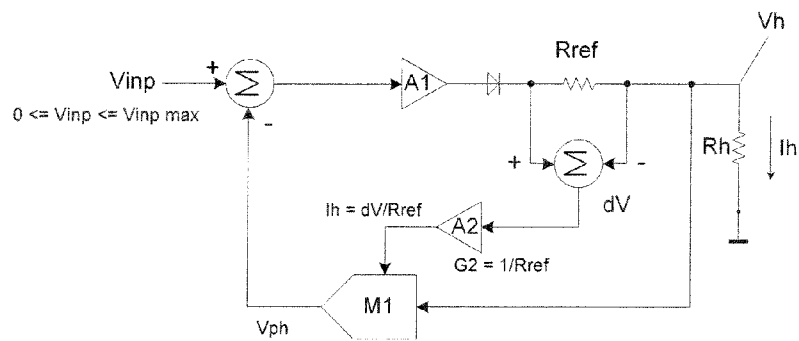 Vh
Rref
Vinp
+
Σ
A1
0 <= Vinp <= Vinp max
-
Rh
Ih
+
Σ
-
dV
Ih = dV/Rref
A2
G2 = 1/Rref
M1
Vph